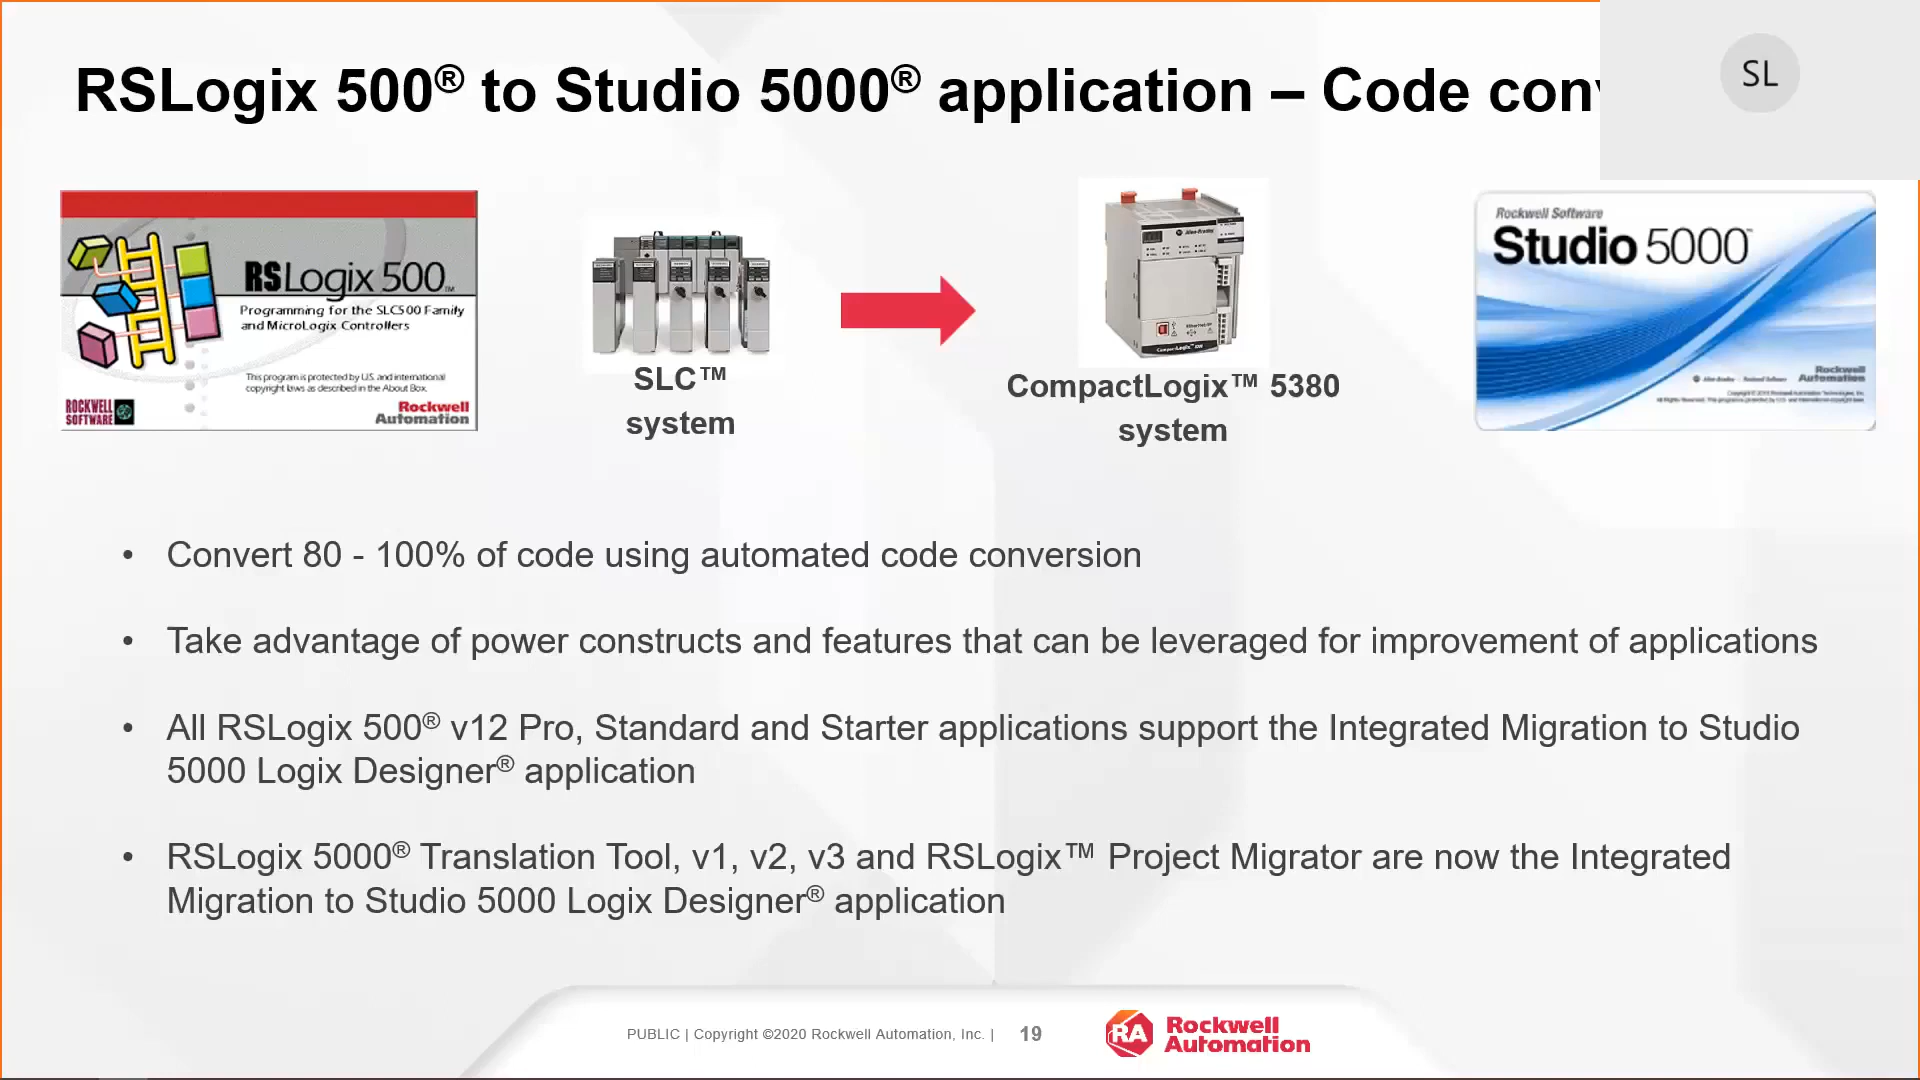 RSLogix 500® to Studio 5000® application – Code con
SL
RSLogix 500™
Programming for the SLC500 Family
and MicroLogix Controllers
This program is protected by U.S. and international
copyright laws as described in the About Box.
ROCKWELL
SOFTWARE
Rockwell
Automation
SLC™
system
CompactLogix™ 5380
system
Rockwell Software
Studio 5000™
Allen-Bradley
Rockwell
Automation
• Convert 80 - 100% of code using automated code conversion
• Take advantage of power constructs and features that can be leveraged for improvement of applications
• All RSLogix 500® v12 Pro, Standard and Starter applications support the Integrated Migration to Studio
5000 Logix Designer® application
• RSLogix 5000® Translation Tool, v1, v2, v3 and RSLogix™ Project Migrator are now the Integrated
Migration to Studio 5000 Logix Designer® application
PUBLIC | Copyright ©2020 Rockwell Automation, Inc. | 19
RA
Rockwell
Automation